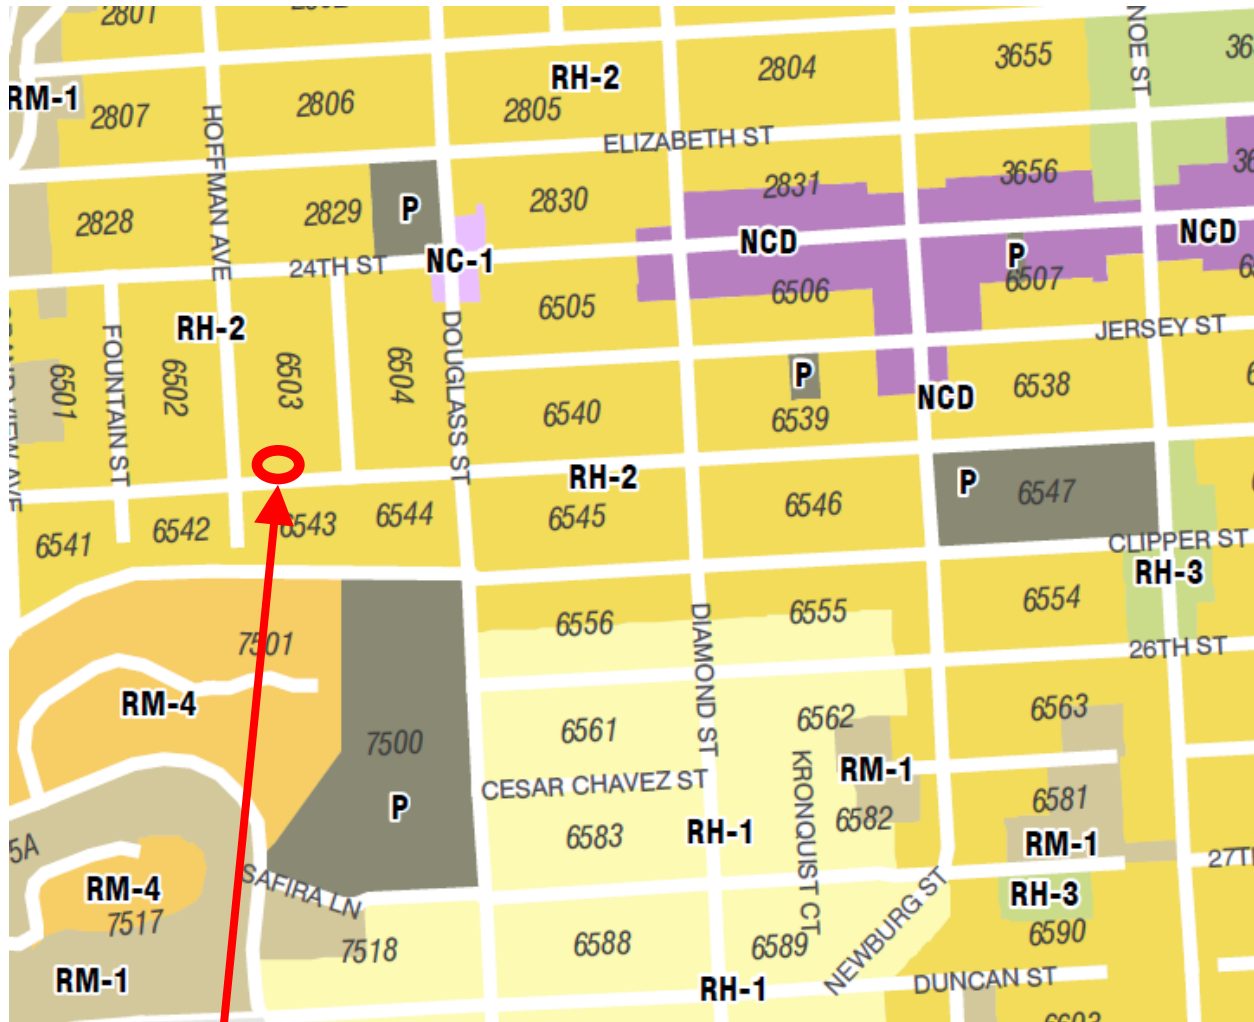 2801
2802
NOE ST
RH-2
2804
3655
RM-1
2807
2806
2805
HOFFMAN AVE
ELIZABETH ST
2828
2829
P
2830
2831
3656
NCD
NCD
24TH ST
NC-1
P
6505
6506
6507
RH-2
JERSEY ST
FOUNTAIN ST
DOUGLASS ST
6501
6502
6503
6504
P
6540
6539
NCD
6538
RH-2
P
6547
6541
6542
6543
6544
6545
6546
CLIPPER ST
RH-3
6556
6555
6554
7501
26TH ST
RM-4
DIAMOND ST
7500
6561
6562
6563
CESAR CHAVEZ ST
KRONQUIST CT
RM-1
P
6583
RH-1
6582
6581
RM-1
5A
27TH
RM-4
SAFIRA LN
RH-3
7517
7518
6588
6589
NEWBURG ST
6590
RM-1
RH-1
DUNCAN ST
6603